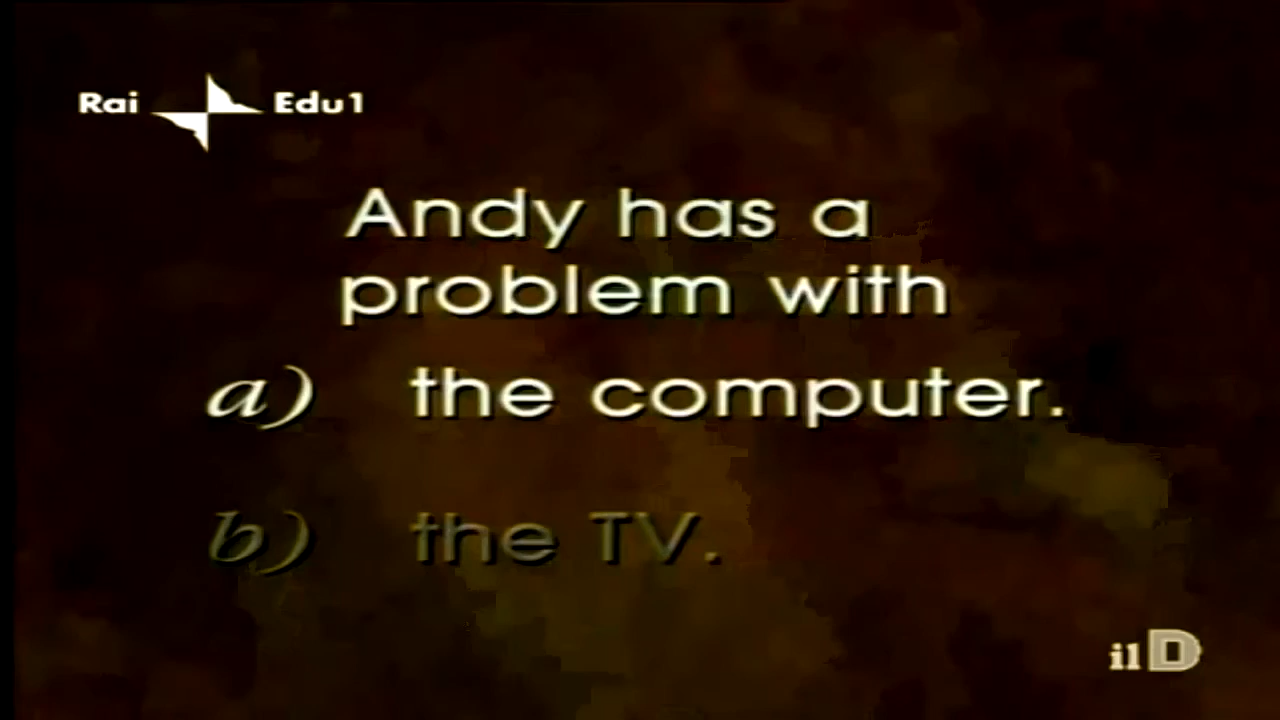 Rai Edu1
Andy has a
problem with
a) the computer.
b) the TV.
il D